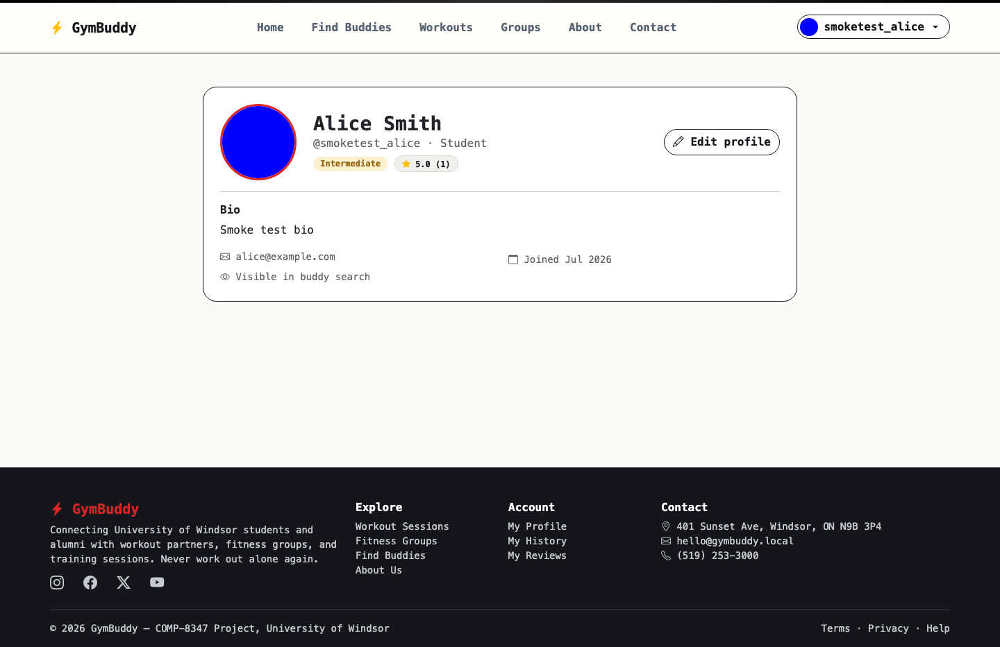 GymBuddy
Home
Find Buddies
Workouts
Groups
About
Contact
smoketest_alice
Alice Smith
@smoketest_alice · Student
Intermediate
5.0 (1)
Edit profile
Bio
Smoke test bio
alice@example.com
Joined Jul 2026
Visible in buddy search
GymBuddy
Connecting University of Windsor students and
alumni with workout partners, fitness groups, and
training sessions. Never work out alone again.
Explore
Workout Sessions
Fitness Groups
Find Buddies
About Us
Account
My Profile
My History
My Reviews
Contact
401 Sunset Ave, Windsor, ON N9B 3P4
hello@gymbuddy.local
(519) 253-3000
© 2026 GymBuddy — COMP-8347 Project, University of Windsor
Terms · Privacy · Help